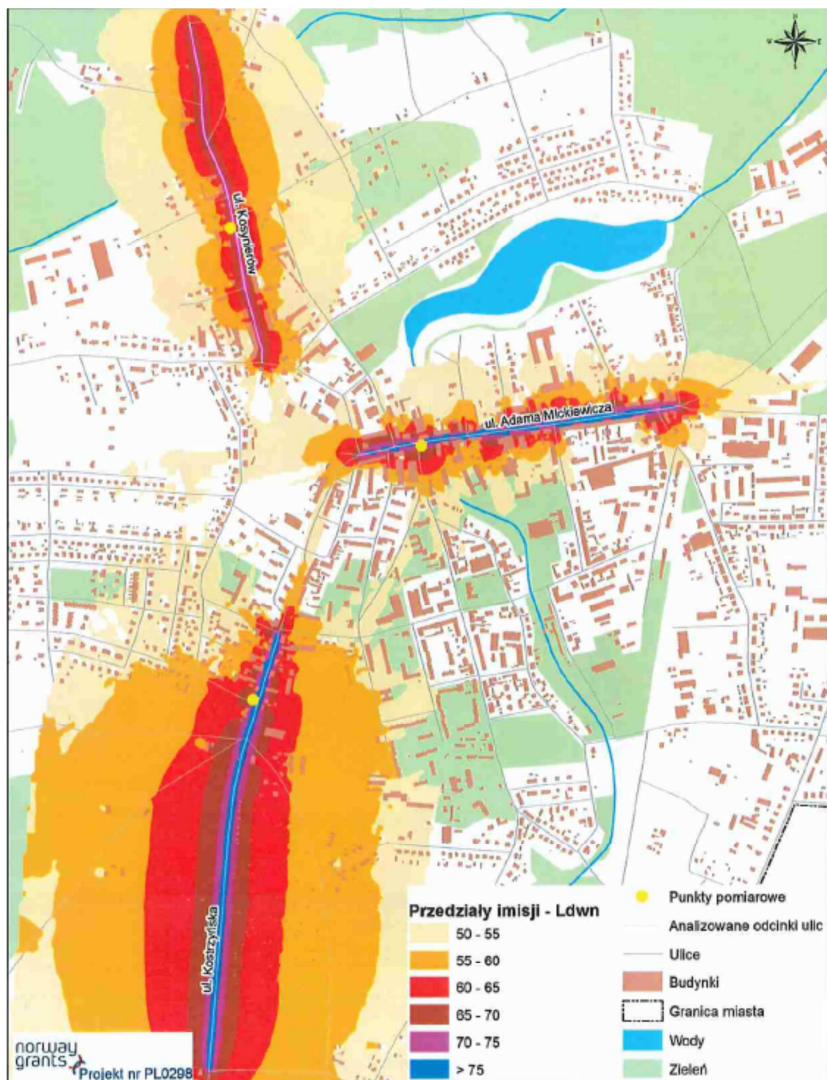 N
W E
S
ul. Kosynierów
ul. Adama Mickiewicza
ul. Kostrzyńska
Przedziały imisji - Ldwn
50 - 55
55 - 60
60 - 65
65 - 70
70 - 75
> 75
Punkty pomiarowe
Analizowane odcinki ulic
Ulice
Budynki
Granica miasta
Wody
Zieleń
norway
grants
Projekt nr PL0298